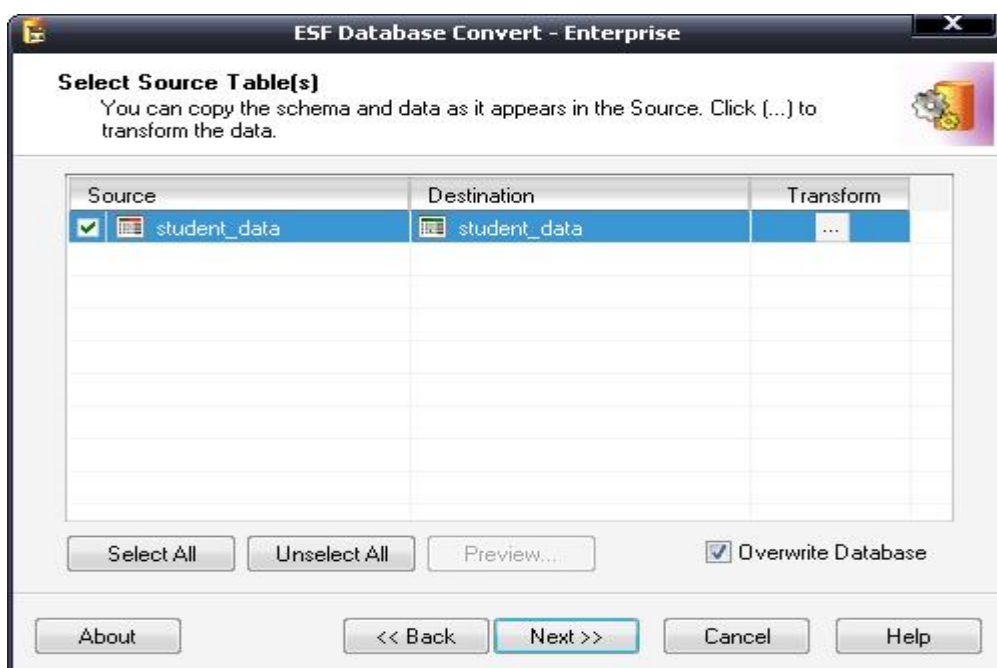 ESF Database Convert - Enterprise
X
Select Source Table(s)
You can copy the schema and data as it appears in the Source. Click (...) to
transform the data.
Source Destination Transform
student_data student_data ...
Select All Unselect All Preview... Overwrite Database
About << Back Next >> Cancel Help